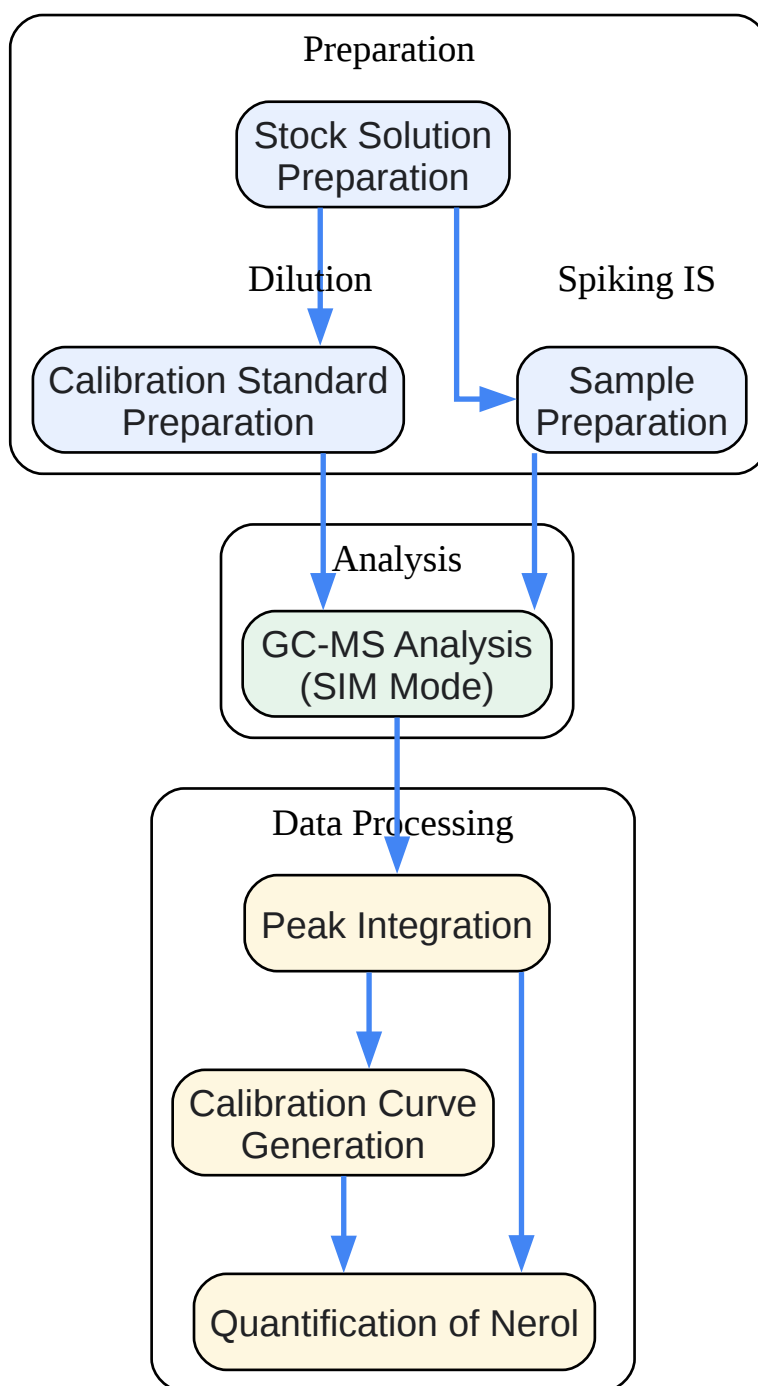 Preparation
Stock Solution
Preparation
Dilution
Spiking IS
Calibration Standard
Preparation
Sample
Preparation
Analysis
GC-MS Analysis
(SIM Mode)
Data Processing
Peak Integration
Calibration Curve
Generation
Quantification of Nerol